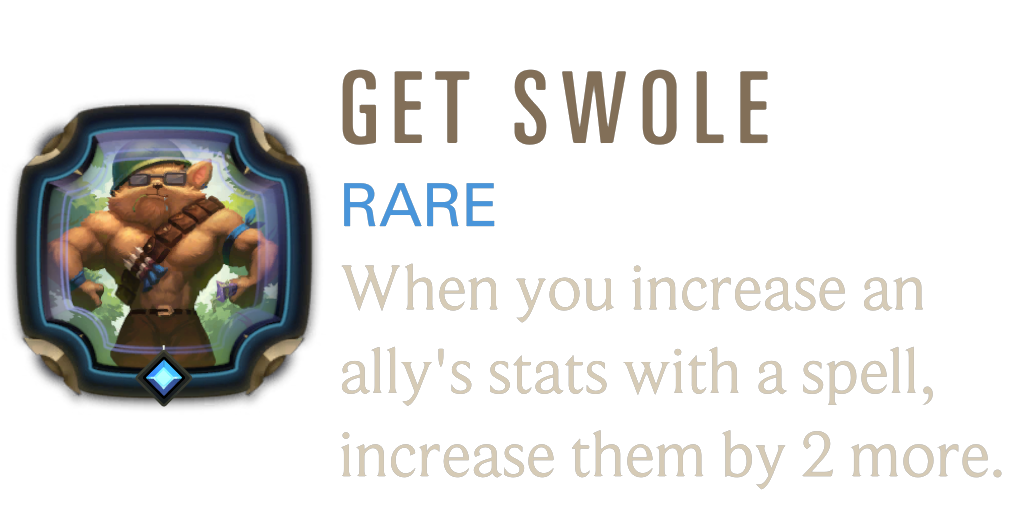 GET SWOLE
RARE
When you increase an
ally's stats with a spell,
increase them by 2 more.